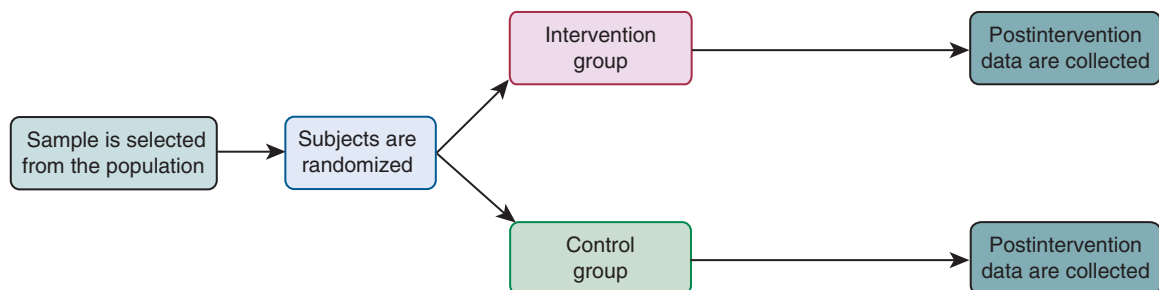 Intervention
group
Postintervention
data are collected
Sample is selected
from the population
Subjects are
randomized
Control
group
Postintervention
data are collected